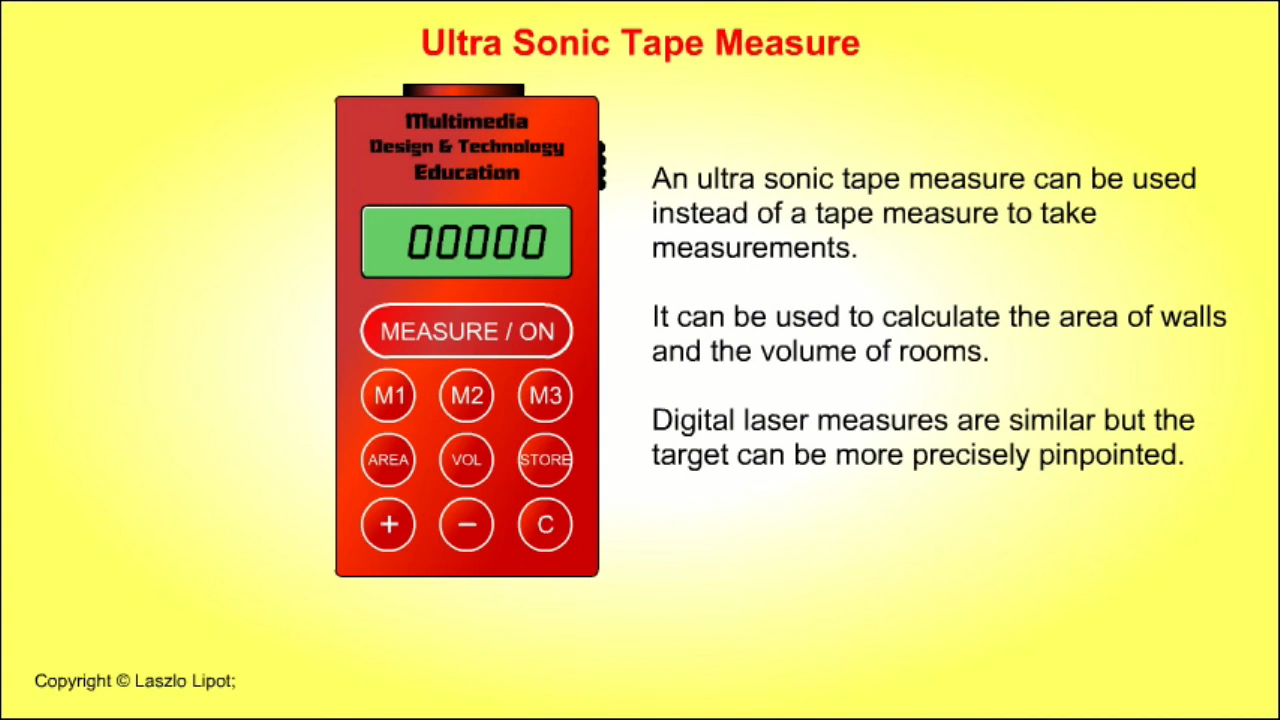 Ultra Sonic Tape Measure
Multimedia
Design & Technology
Education
00000
MEASURE / ON
M1 M2 M3
AREA VOL STORE
+ − C
An ultra sonic tape measure can be used
instead of a tape measure to take
measurements.
It can be used to calculate the area of walls
and the volume of rooms.
Digital laser measures are similar but the
target can be more precisely pinpointed.
Copyright © Laszlo Lipot;